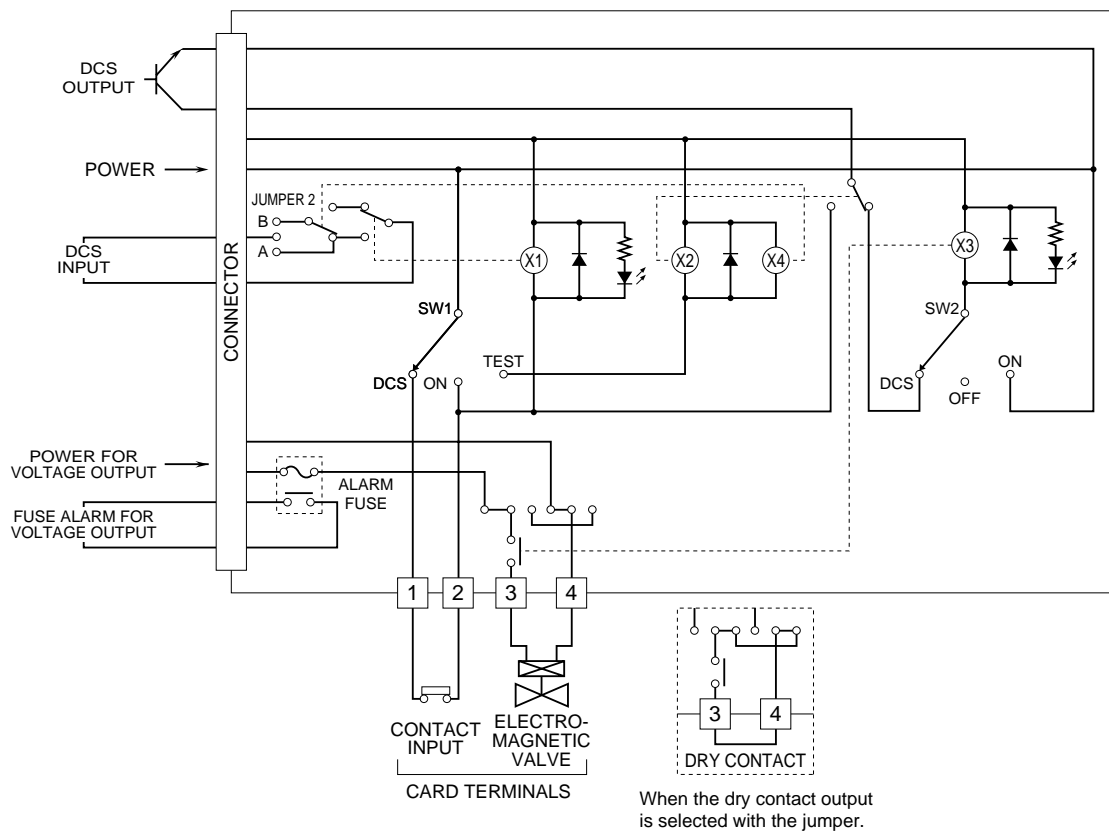 DCS
OUTPUT
POWER
JUMPER 2
B
A
DCS
INPUT
CONNECTOR
X1
X2
X4
X3
SW1
SW2
DCS
ON
TEST
DCS
OFF
ON
POWER FOR
VOLTAGE OUTPUT
ALARM
FUSE
FUSE ALARM FOR
VOLTAGE OUTPUT
1
2
3
4
CONTACT
INPUT
ELECTRO-
MAGNETIC
VALVE
CARD TERMINALS
3
4
DRY CONTACT
When the dry contact output
is selected with the jumper.